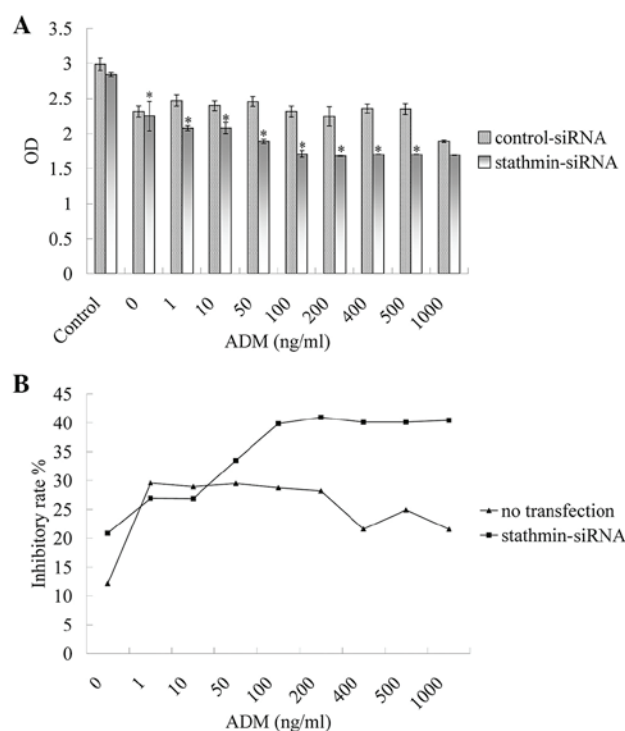 A
3.5
3
2.5
2
1.5
1
0.5
0
OD
* * * * * * * *
control-siRNA
stathmin-siRNA
Control 0 1 10 50 100 200 400 500 1000
ADM (ng/ml)
B
45
40
35
30
25
20
15
10
5
0
Inhibitory rate %
no transfection
stathmin-siRNA
0 1 10 50 100 200 400 500 1000
ADM (ng/ml)